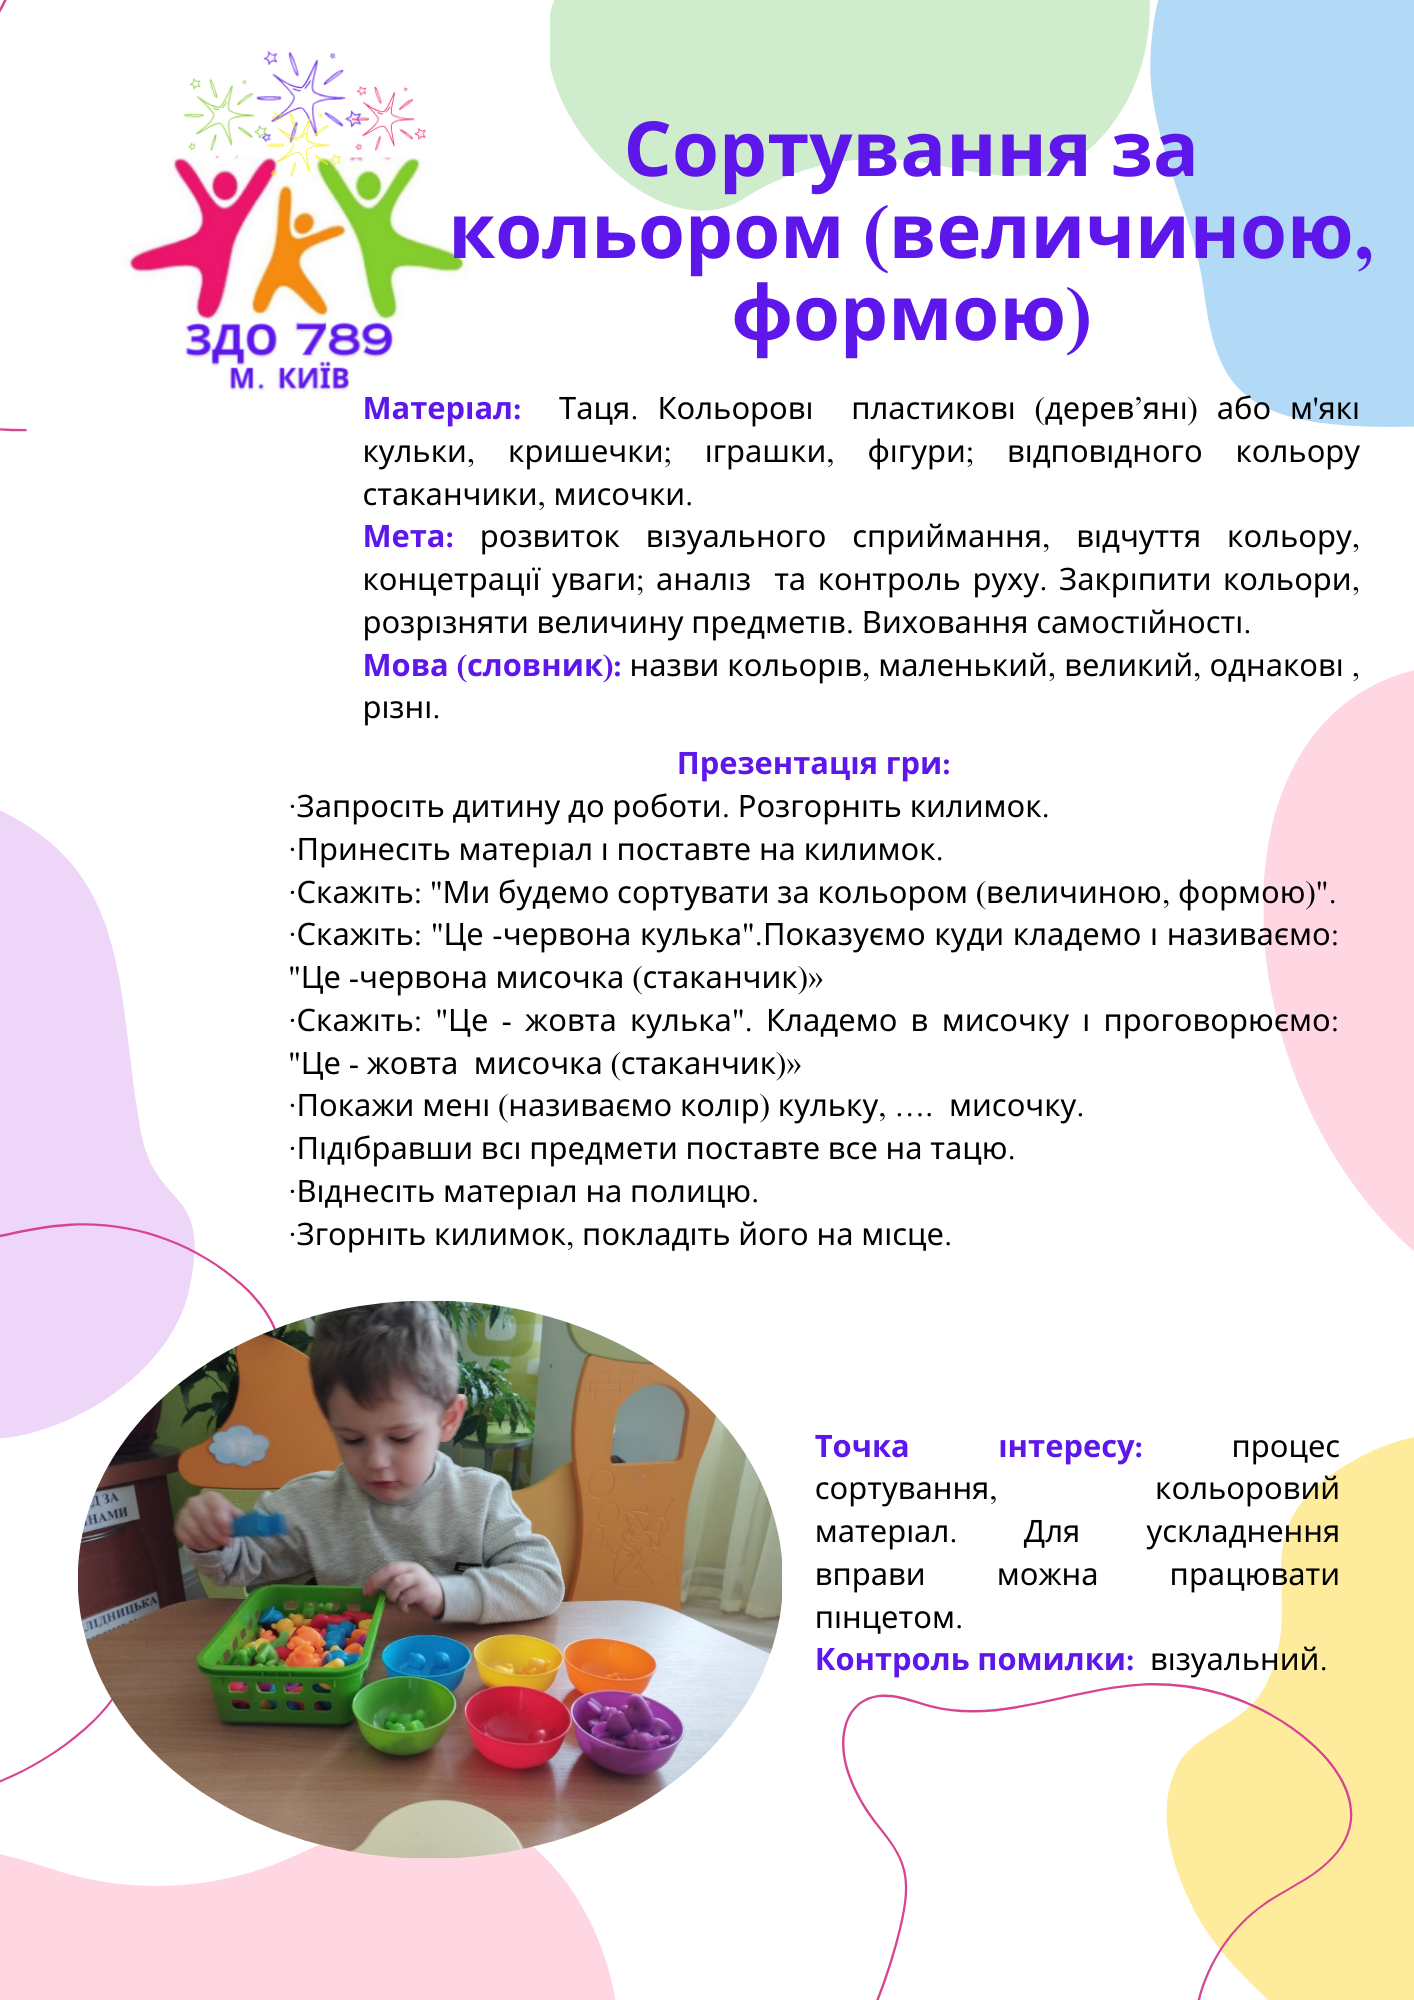 ЗДО 789
М. КИЇВ
Сортування за
кольором (величиною,
формою)
Матеріал: Таця. Кольорові пластикові (дерев’яні) або м'які
кульки, кришечки; іграшки, фігури; відповідного кольору
стаканчики, мисочки.
Мета: розвиток візуального сприймання, відчуття кольору,
концетрації уваги; аналіз та контроль руху. Закріпити кольори,
розрізняти величину предметів. Виховання самостійності.
Мова (словник): назви кольорів, маленький, великий, однакові ,
різні.
Презентація гри:
·Запросіть дитину до роботи. Розгорніть килимок.
·Принесіть матеріал і поставте на килимок.
·Скажіть: "Ми будемо сортувати за кольором (величиною, формою)".
·Скажіть: "Це -червона кулька".Показуємо куди кладемо і називаємо:
"Це -червона мисочка (стаканчик)»
·Скажіть: "Це - жовта кулька". Кладемо в мисочку і проговорюємо:
"Це - жовта мисочка (стаканчик)»
·Покажи мені (називаємо колір) кульку, …. мисочку.
·Підібравши всі предмети поставте все на тацю.
·Віднесіть матеріал на полицю.
·Згорніть килимок, покладіть його на місце.
Точка інтересу: процес
сортування, кольоровий
матеріал. Для ускладнення
вправи можна працювати
пінцетом.
Контроль помилки: візуальний.